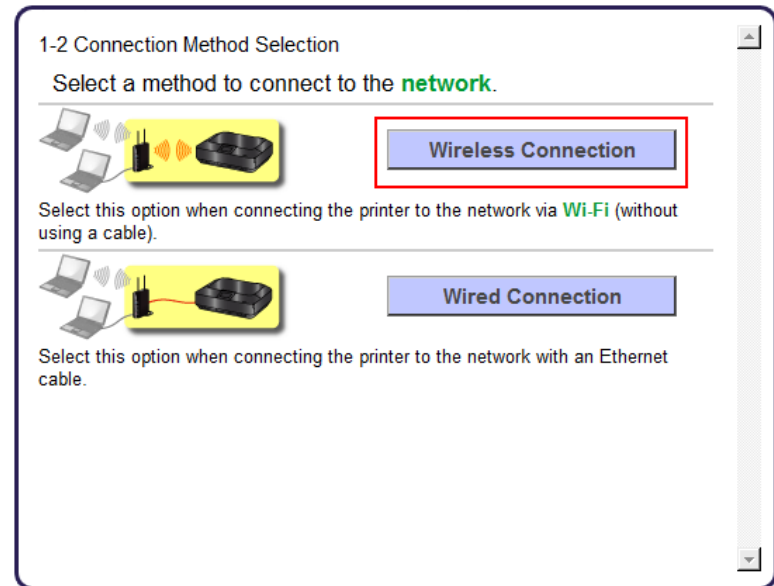 1-2 Connection Method Selection
Select a method to connect to the network.
Wireless Connection
Select this option when connecting the printer to the network via Wi-Fi (without
using a cable).
Wired Connection
Select this option when connecting the printer to the network with an Ethernet
cable.